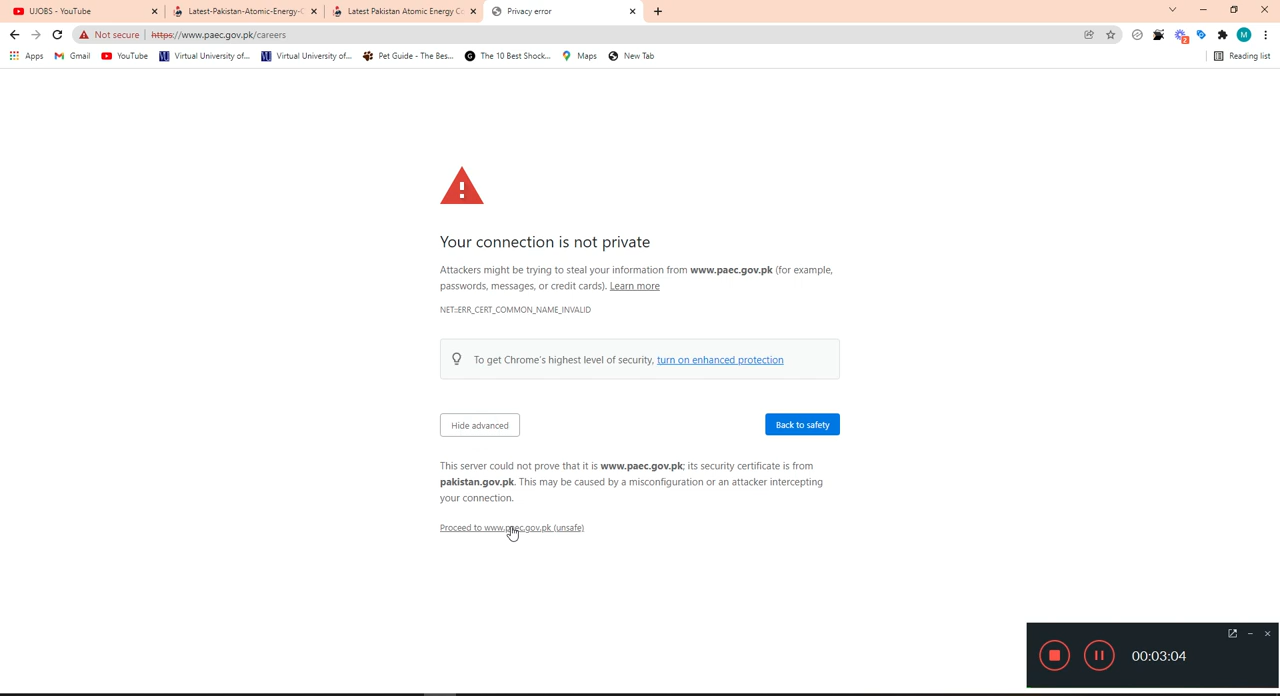 UJOBS - YouTube
Latest-Pakistan-Atomic-Energy-C
Latest Pakistan Atomic Energy Co
Privacy error
Not secure
https://www.paec.gov.pk/careers
Apps
Gmail
YouTube
Virtual University of...
Virtual University of...
Pet Guide - The Bes...
The 10 Best Shock...
Maps
New Tab
Reading list
M
2
Your connection is not private
Attackers might be trying to steal your information from www.paec.gov.pk (for example,
passwords, messages, or credit cards). Learn more
NET::ERR_CERT_COMMON_NAME_INVALID
To get Chrome's highest level of security, turn on enhanced protection
Hide advanced
Back to safety
This server could not prove that it is www.paec.gov.pk; its security certificate is from
pakistan.gov.pk. This may be caused by a misconfiguration or an attacker intercepting
your connection.
Proceed to www.paec.gov.pk (unsafe)
00:03:04